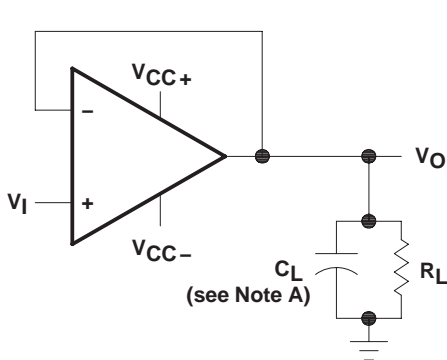 VCC+
–
VO
VI
+
VCC–
CL
(see Note A)
RL